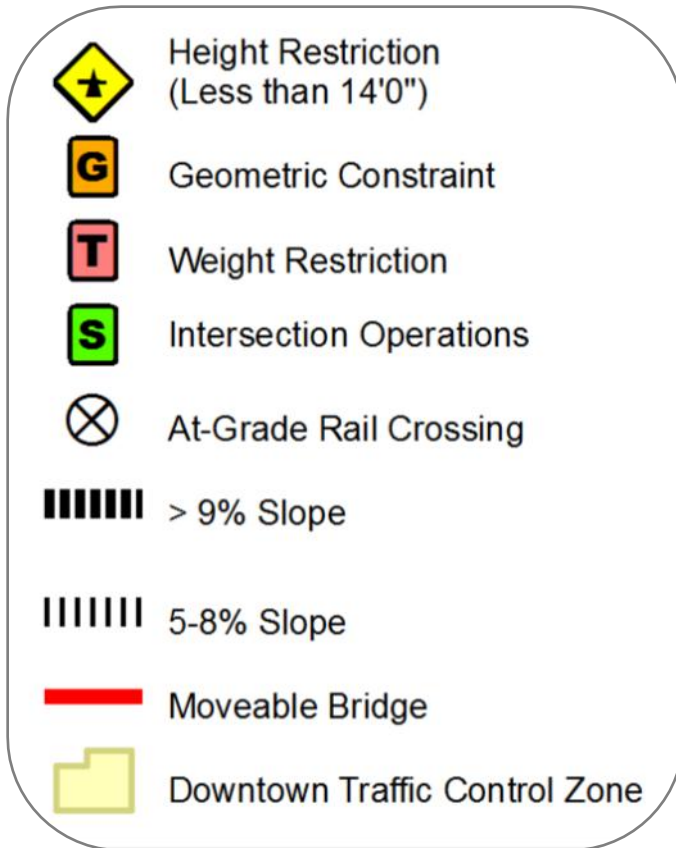 Height Restriction
(Less than 14'0")
G Geometric Constraint
T Weight Restriction
S Intersection Operations
At-Grade Rail Crossing
> 9% Slope
5-8% Slope
Moveable Bridge
Downtown Traffic Control Zone